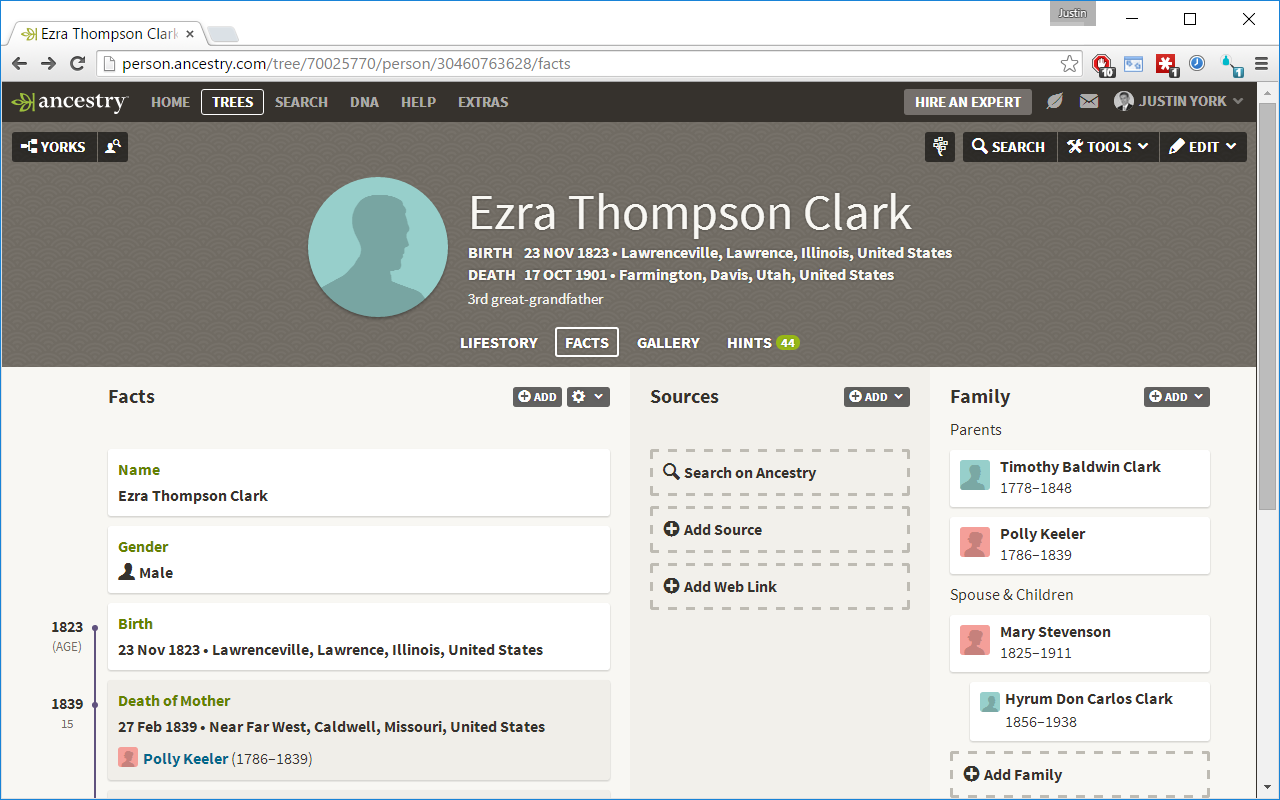 Justin
Ezra Thompson Clark
person.ancestry.com/tree/70025770/person/30460763628/facts
10
1
1
ancestry HOME TREES SEARCH DNA HELP EXTRAS HIRE AN EXPERT JUSTIN YORK
YORKS SEARCH TOOLS EDIT
Ezra Thompson Clark
BIRTH 23 NOV 1823 • Lawrenceville, Lawrence, Illinois, United States
DEATH 17 OCT 1901 • Farmington, Davis, Utah, United States
3rd great-grandfather
LIFESTORY FACTS GALLERY HINTS 44
Facts ADD
Name
Ezra Thompson Clark
Gender
Male
1823
(AGE)
Birth
23 Nov 1823 • Lawrenceville, Lawrence, Illinois, United States
1839
15
Death of Mother
27 Feb 1839 • Near Far West, Caldwell, Missouri, United States
Polly Keeler (1786–1839)
Sources ADD
Search on Ancestry
Add Source
Add Web Link
Family ADD
Parents
Timothy Baldwin Clark
1778–1848
Polly Keeler
1786–1839
Spouse & Children
Mary Stevenson
1825–1911
Hyrum Don Carlos Clark
1856–1938
Add Family